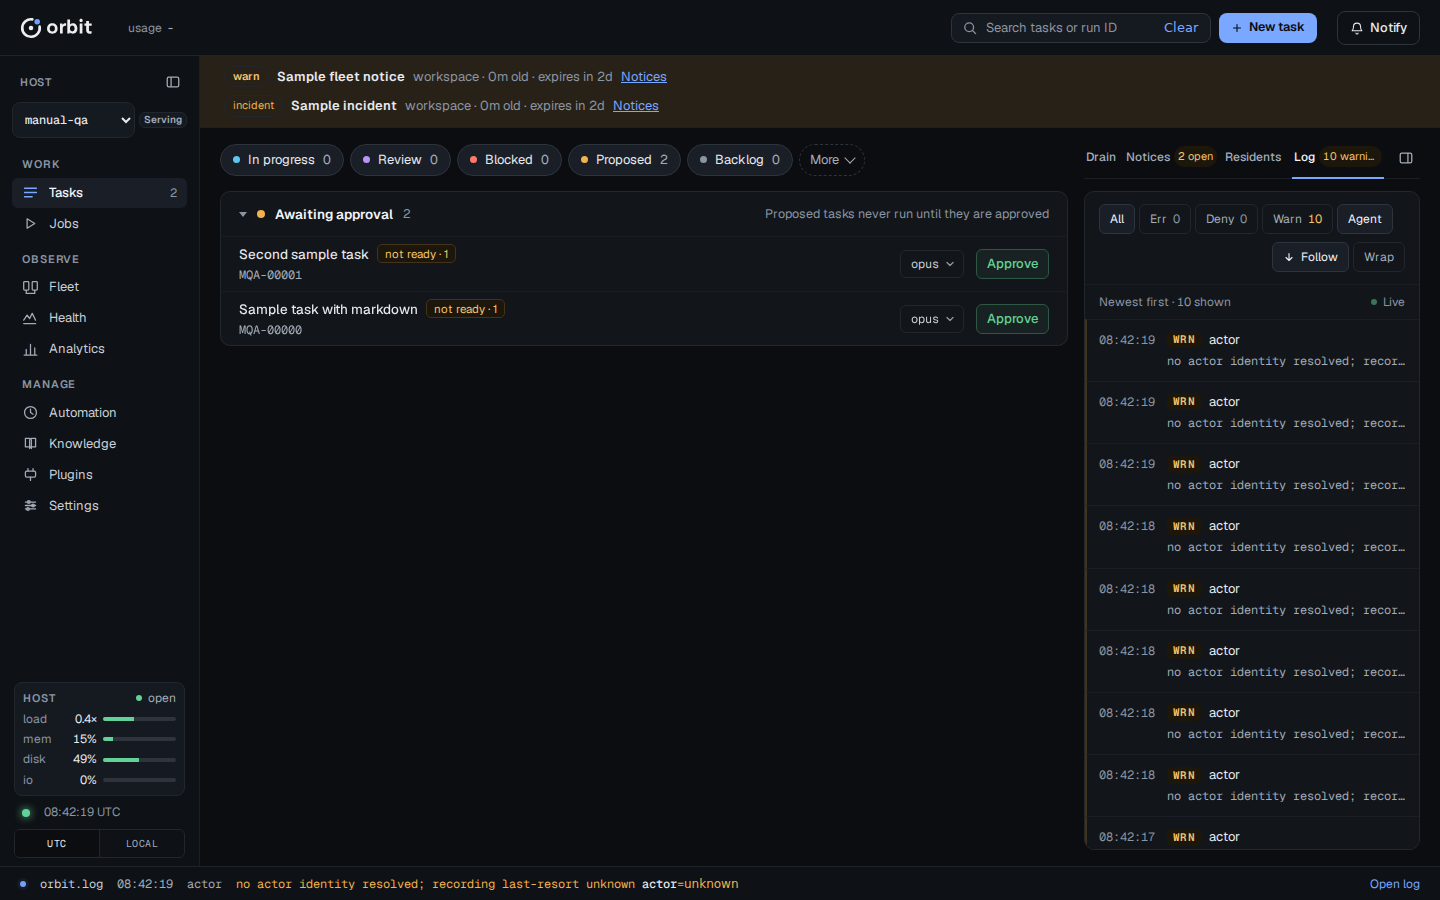 orbit
usage -
Search tasks or run ID
Clear
+ New task
Notify
HOST
manual-qa
Serving
WORK
Tasks 2
Jobs
OBSERVE
Fleet
Health
Analytics
MANAGE
Automation
Knowledge
Plugins
Settings
HOST open
load 0.4×
mem 15%
disk 49%
io 0%
08:42:19 UTC
UTC LOCAL
warn Sample fleet notice workspace · 0m old · expires in 2d Notices
incident Sample incident workspace · 0m old · expires in 2d Notices
In progress 0
Review 0
Blocked 0
Proposed 2
Backlog 0
More
Awaiting approval 2
Proposed tasks never run until they are approved
Second sample task not ready · 1
MQA-00001
opus Approve
Sample task with markdown not ready · 1
MQA-00000
opus Approve
Drain Notices 2 open Residents Log 10 warni…
All Err 0 Deny 0 Warn 10 Agent
Follow Wrap
Newest first · 10 shown Live
08:42:19 WRN actor
no actor identity resolved; recor…
08:42:19 WRN actor
no actor identity resolved; recor…
08:42:19 WRN actor
no actor identity resolved; recor…
08:42:18 WRN actor
no actor identity resolved; recor…
08:42:18 WRN actor
no actor identity resolved; recor…
08:42:18 WRN actor
no actor identity resolved; recor…
08:42:18 WRN actor
no actor identity resolved; recor…
08:42:18 WRN actor
no actor identity resolved; recor…
08:42:17 WRN actor
orbit.log 08:42:19 actor no actor identity resolved; recording last-resort unknown actor=unknown
Open log